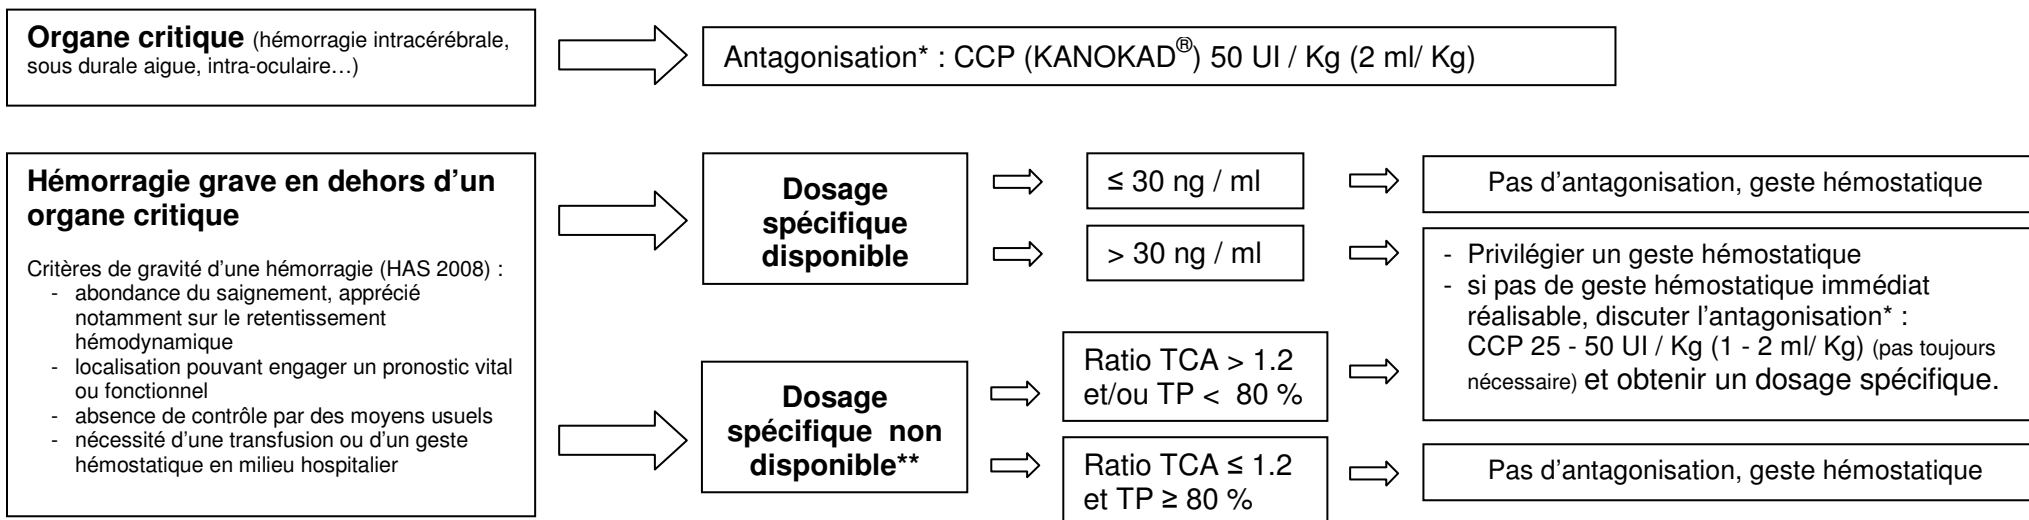 Organe critique (hémorragie intracérébrale,
sous durale aigue, intra-oculaire…)
Antagonisation* : CCP (KANOKAD®) 50 UI / Kg (2 ml/ Kg)
Hémorragie grave en dehors d’un
organe critique
Critères de gravité d’une hémorragie (HAS 2008) :
- abondance du saignement, apprécié
notamment sur le retentissement
hémodynamique
- localisation pouvant engager un pronostic vital
ou fonctionnel
- absence de contrôle par des moyens usuels
- nécessité d’une transfusion ou d’un geste
hémostatique en milieu hospitalier
Dosage
spécifique
disponible
≤ 30 ng / ml
Pas d’antagonisation, geste hémostatique
> 30 ng / ml
- Privilégier un geste hémostatique
- si pas de geste hémostatique immédiat
réalisable, discuter l’antagonisation* :
CCP 25 - 50 UI / Kg (1 - 2 ml/ Kg) (pas toujours
nécessaire) et obtenir un dosage spécifique.
Dosage
spécifique non
disponible**
Ratio TCA > 1.2
et/ou TP < 80 %
Ratio TCA ≤ 1.2
et TP ≥ 80 %
Pas d’antagonisation, geste hémostatique